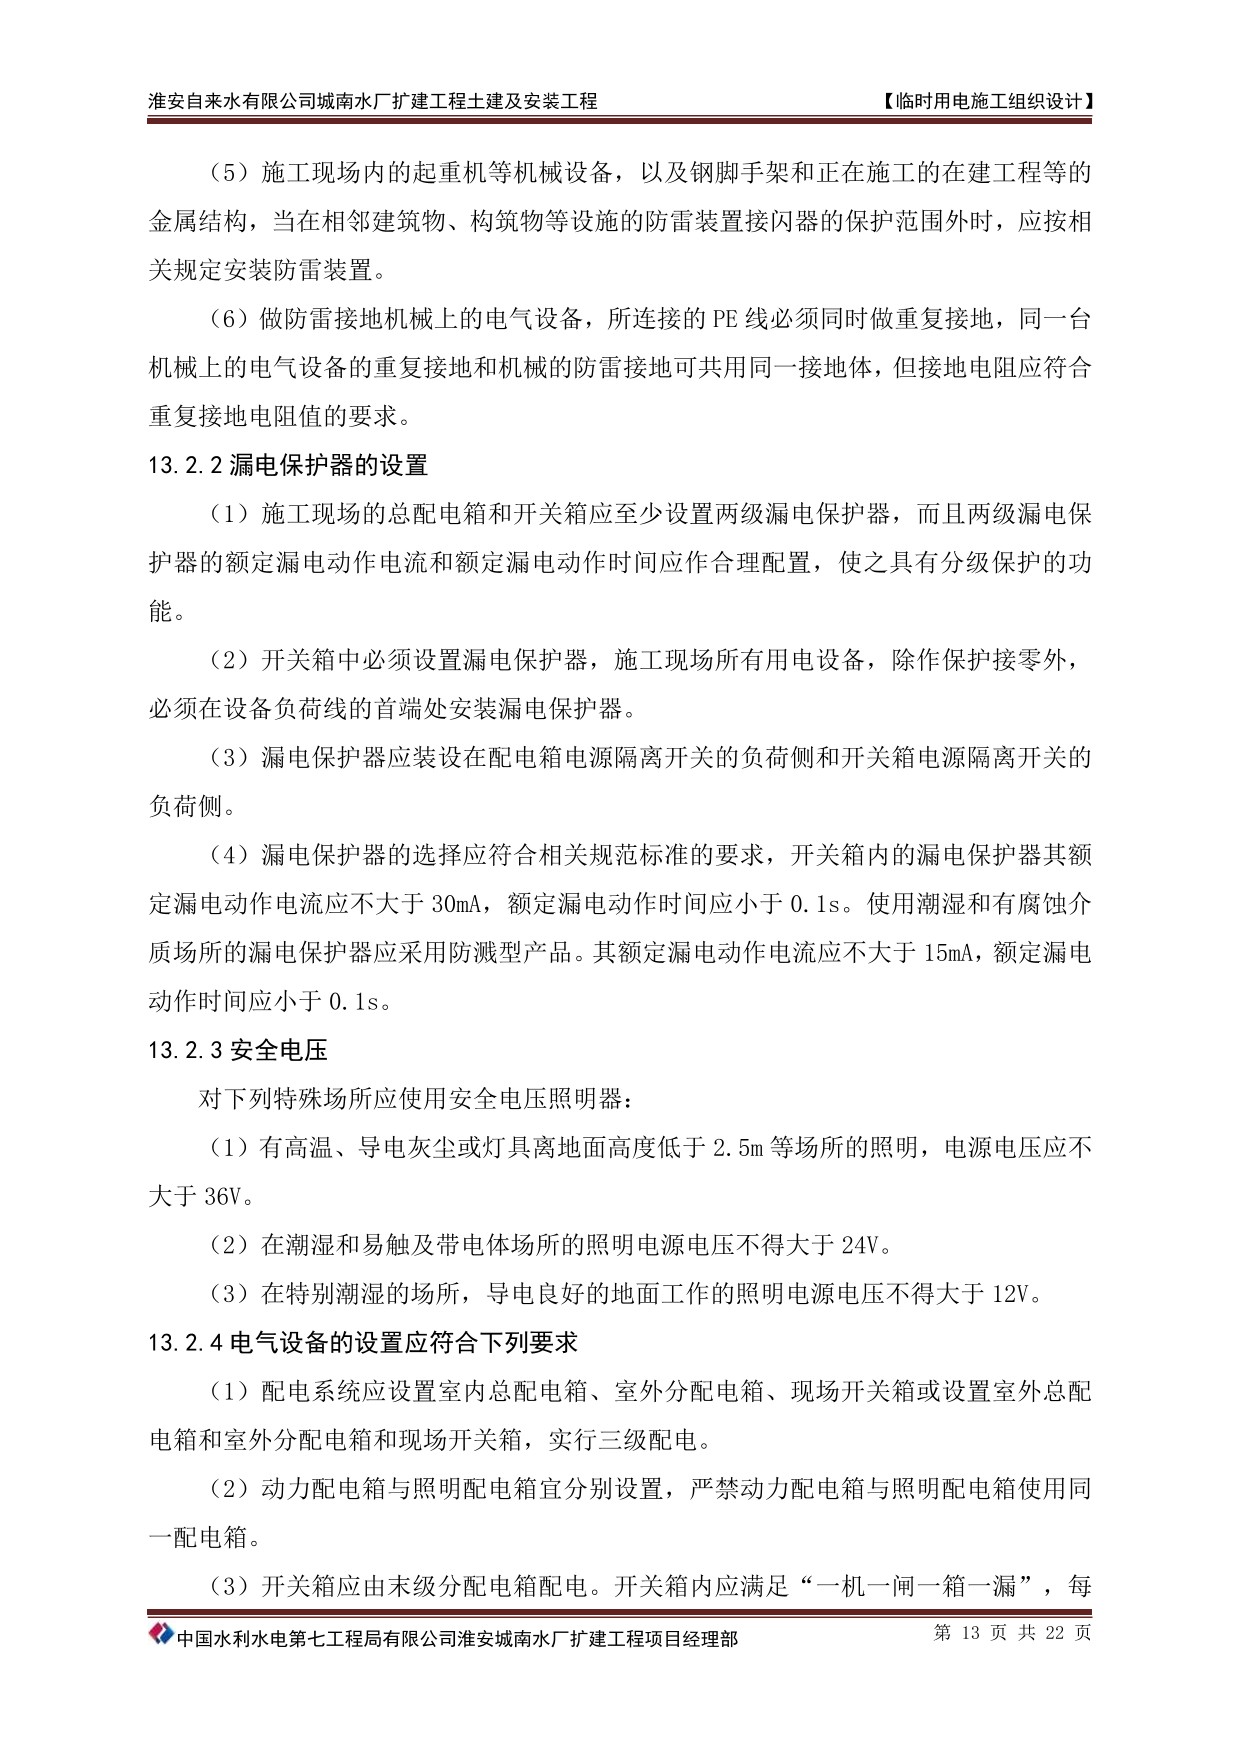 淮安自来水有限公司城南水厂扩建工程土建及安装工程 【临时用电施工组织设计】
（5）施工现场内的起重机等机械设备，以及钢脚手架和正在施工的在建工程等的
金属结构，当在相邻建筑物、构筑物等设施的防雷装置接闪器的保护范围外时，应按相
关规定安装防雷装置。
（6）做防雷接地机械上的电气设备，所连接的 PE 线必须同时做重复接地，同一台
机械上的电气设备的重复接地和机械的防雷接地可共用同一接地体，但接地电阻应符合
重复接地电阻值的要求。
13.2.2 漏电保护器的设置
（1）施工现场的总配电箱和开关箱应至少设置两级漏电保护器，而且两级漏电保
护器的额定漏电动作电流和额定漏电动作时间应作合理配置，使之具有分级保护的功
能。
（2）开关箱中必须设置漏电保护器，施工现场所有用电设备，除作保护接零外，
必须在设备负荷线的首端处安装漏电保护器。
（3）漏电保护器应装设在配电箱电源隔离开关的负荷侧和开关箱电源隔离开关的
负荷侧。
（4）漏电保护器的选择应符合相关规范标准的要求，开关箱内的漏电保护器其额
定漏电动作电流应不大于 30mA，额定漏电动作时间应小于 0.1s。使用潮湿和有腐蚀介
质场所的漏电保护器应采用防溅型产品。其额定漏电动作电流应不大于 15mA，额定漏电
动作时间应小于 0.1s。
13.2.3 安全电压
对下列特殊场所应使用安全电压照明器：
（1）有高温、导电灰尘或灯具离地面高度低于 2.5m 等场所的照明，电源电压应不
大于 36V。
（2）在潮湿和易触及带电体场所的照明电源电压不得大于 24V。
（3）在特别潮湿的场所，导电良好的地面工作的照明电源电压不得大于 12V。
13.2.4 电气设备的设置应符合下列要求
（1）配电系统应设置室内总配电箱、室外分配电箱、现场开关箱或设置室外总配
电箱和室外分配电箱和现场开关箱，实行三级配电。
（2）动力配电箱与照明配电箱宜分别设置，严禁动力配电箱与照明配电箱使用同
一配电箱。
（3）开关箱应由末级分配电箱配电。开关箱内应满足“一机一闸一箱一漏”，每
中国水利水电第七工程局有限公司淮安城南水厂扩建工程项目经理部 第 13 页 共 22 页